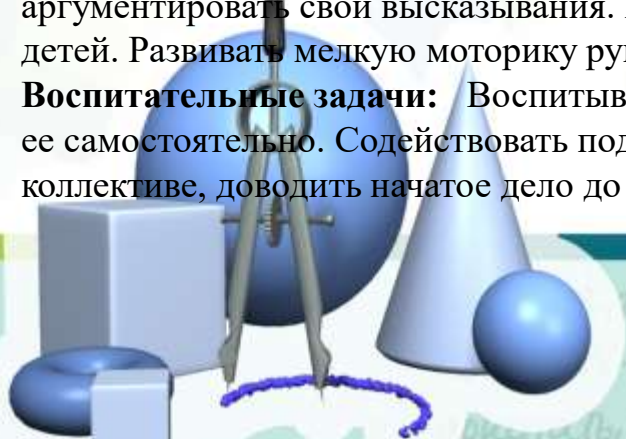 аргументировать свои высказывания.
детей. Развивать мелкую моторику
Воспитательные задачи: Воспитыв
ее самостоятельно. Содействовать под
коллективе, доводить начатое дело до